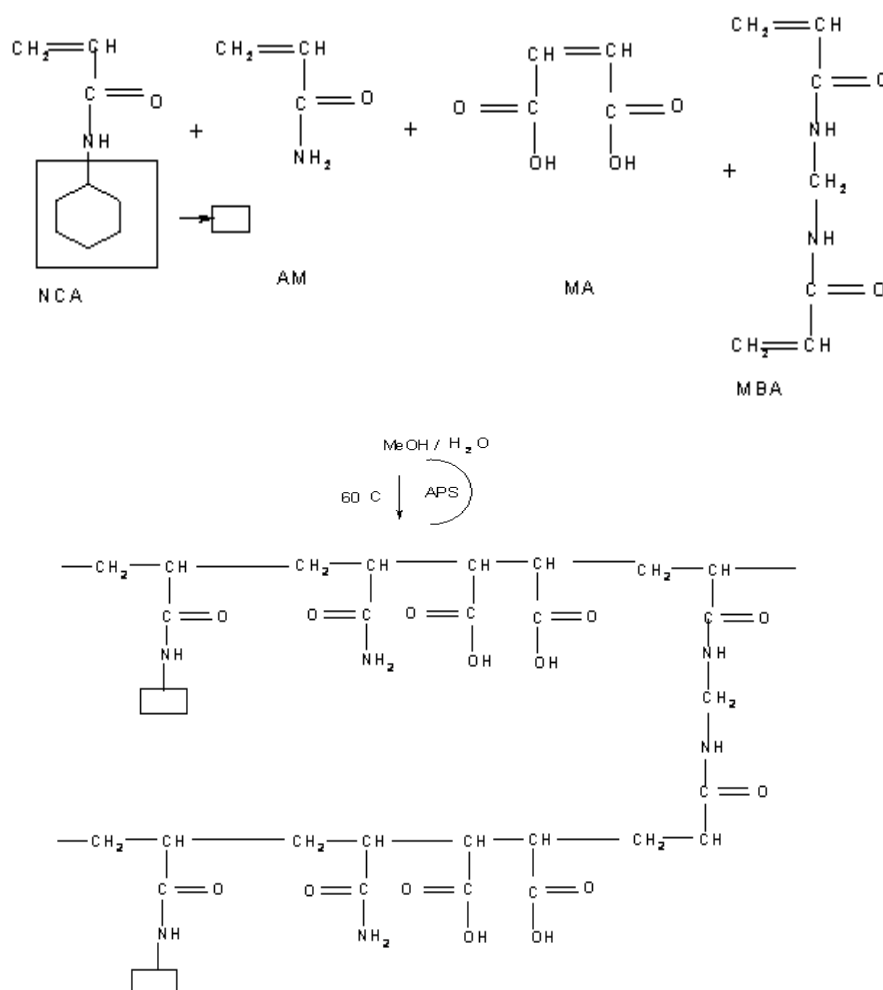 CH2 CH
CH2 CH
CH CH
CH2 CH
C O
C O
O C C O
C O
NH
+
NH2
+
OH OH
+
NH
CH2
NH
NCA
AM
MA
C O
CH2 CH
MBA
MeOH / H2O
60 C
APS
CH2 CH CH2 CH CH CH CH2 CH
C O O C O C C O C O
NH NH2 OH OH NH
CH2
NH
C O
CH2 CH CH2 CH CH CH CH2 CH
C O O C O C C O
NH NH2 OH OH